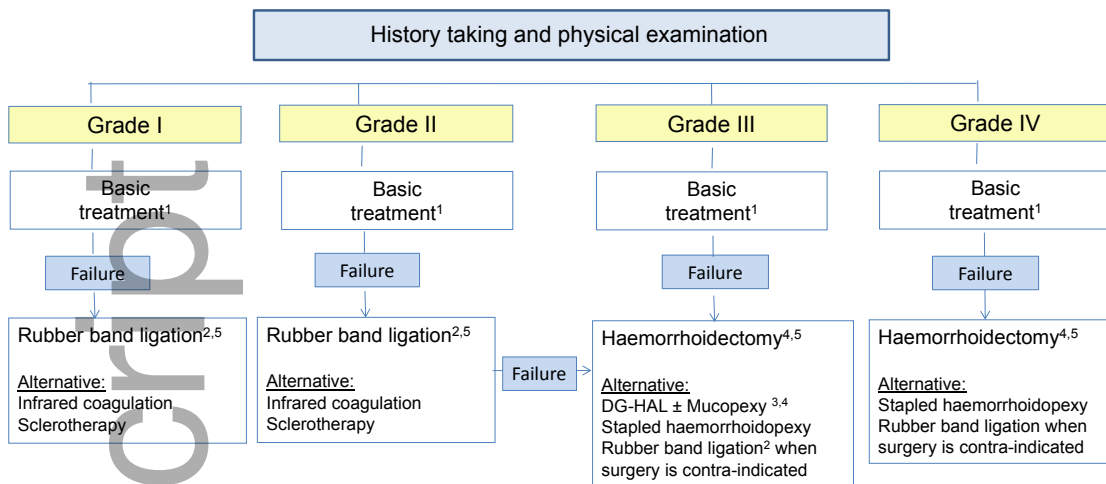 History taking and physical examination
Grade I
Grade II
Grade III
Grade IV
Basic
treatment¹
Basic
treatment¹
Basic
treatment¹
Basic
treatment¹
Failure
Failure
Failure
Failure
Rubber band ligation²,⁵
Alternative:
Infrared coagulation
Sclerotherapy
Rubber band ligation²,⁵
Alternative:
Infrared coagulation
Sclerotherapy
Failure
Haemorrhoidectomy⁴,⁵
Alternative:
DG-HAL ± Mucopexy ³,⁴
Stapled haemorrhoidopexy
Rubber band ligation² when
surgery is contra-indicated
Haemorrhoidectomy⁴,⁵
Alternative:
Stapled haemorrhoidopexy
Rubber band ligation when
surgery is contra-indicated
cript